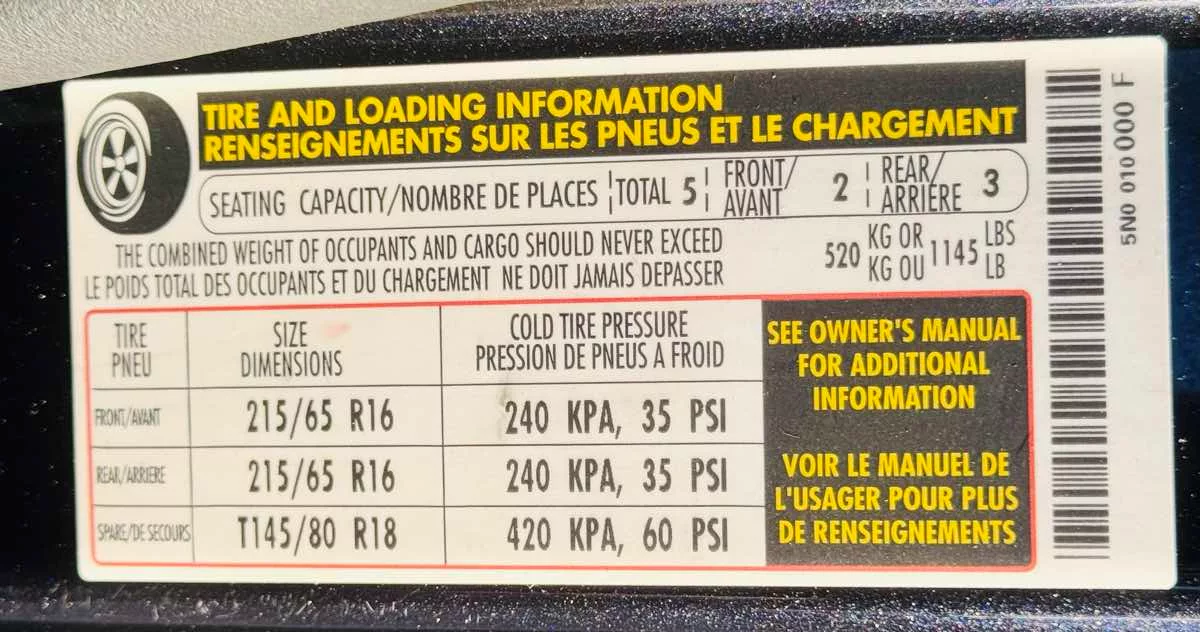 TIRE AND LOADING INFORMATION
RENSEIGNEMENTS SUR LES PNEUS ET LE CHARGEMENT
SEATING CAPACITY/NOMBRE DE PLACES TOTAL 5 FRONT/AVANT 2 REAR/ARRIÈRE 3
THE COMBINED WEIGHT OF OCCUPANTS AND CARGO SHOULD NEVER EXCEED 520 KG OR 1145 LBS
LE POIDS TOTAL DES OCCUPANTS ET DU CHARGEMENT NE DOIT JAMAIS DEPASSER KG OU LB
TIRE SIZE COLD TIRE PRESSURE
PNEU DIMENSIONS PRESSION DE PNEUS A FROID
FRONT/AVANT 215/65 R16 240 KPA, 35 PSI
REAR/ARRIERE 215/65 R16 240 KPA, 35 PSI
SPARE/DE SECOURS T145/80 R18 420 KPA, 60 PSI
SEE OWNER'S MANUAL
FOR ADDITIONAL
INFORMATION
VOIR LE MANUEL DE
L'USAGER POUR PLUS
DE RENSEIGNEMENTS
5N0 010 000 F